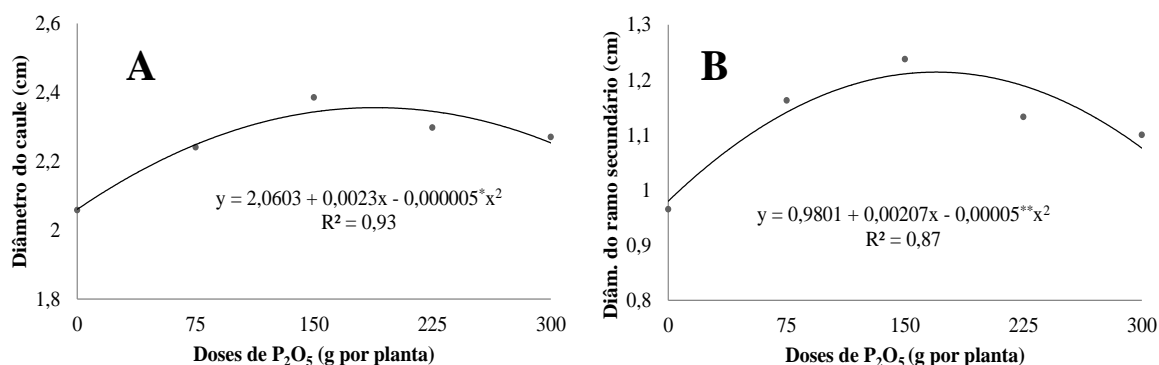 A
Diâmetro do caule (cm)
2,6
2,4
2,2
2
1,8
y = 2,0603 + 0,0023x - 0,000005*x²
R² = 0,93
0 75 150 225 300
Doses de P₂O₅ (g por planta)
B
Diâm. do ramo secundário (cm)
1,3
1,2
1,1
1
0,9
0,8
y = 0,9801 + 0,00207x - 0,00005**x²
R² = 0,87
0 75 150 225 300
Doses de P₂O₅ (g por planta)